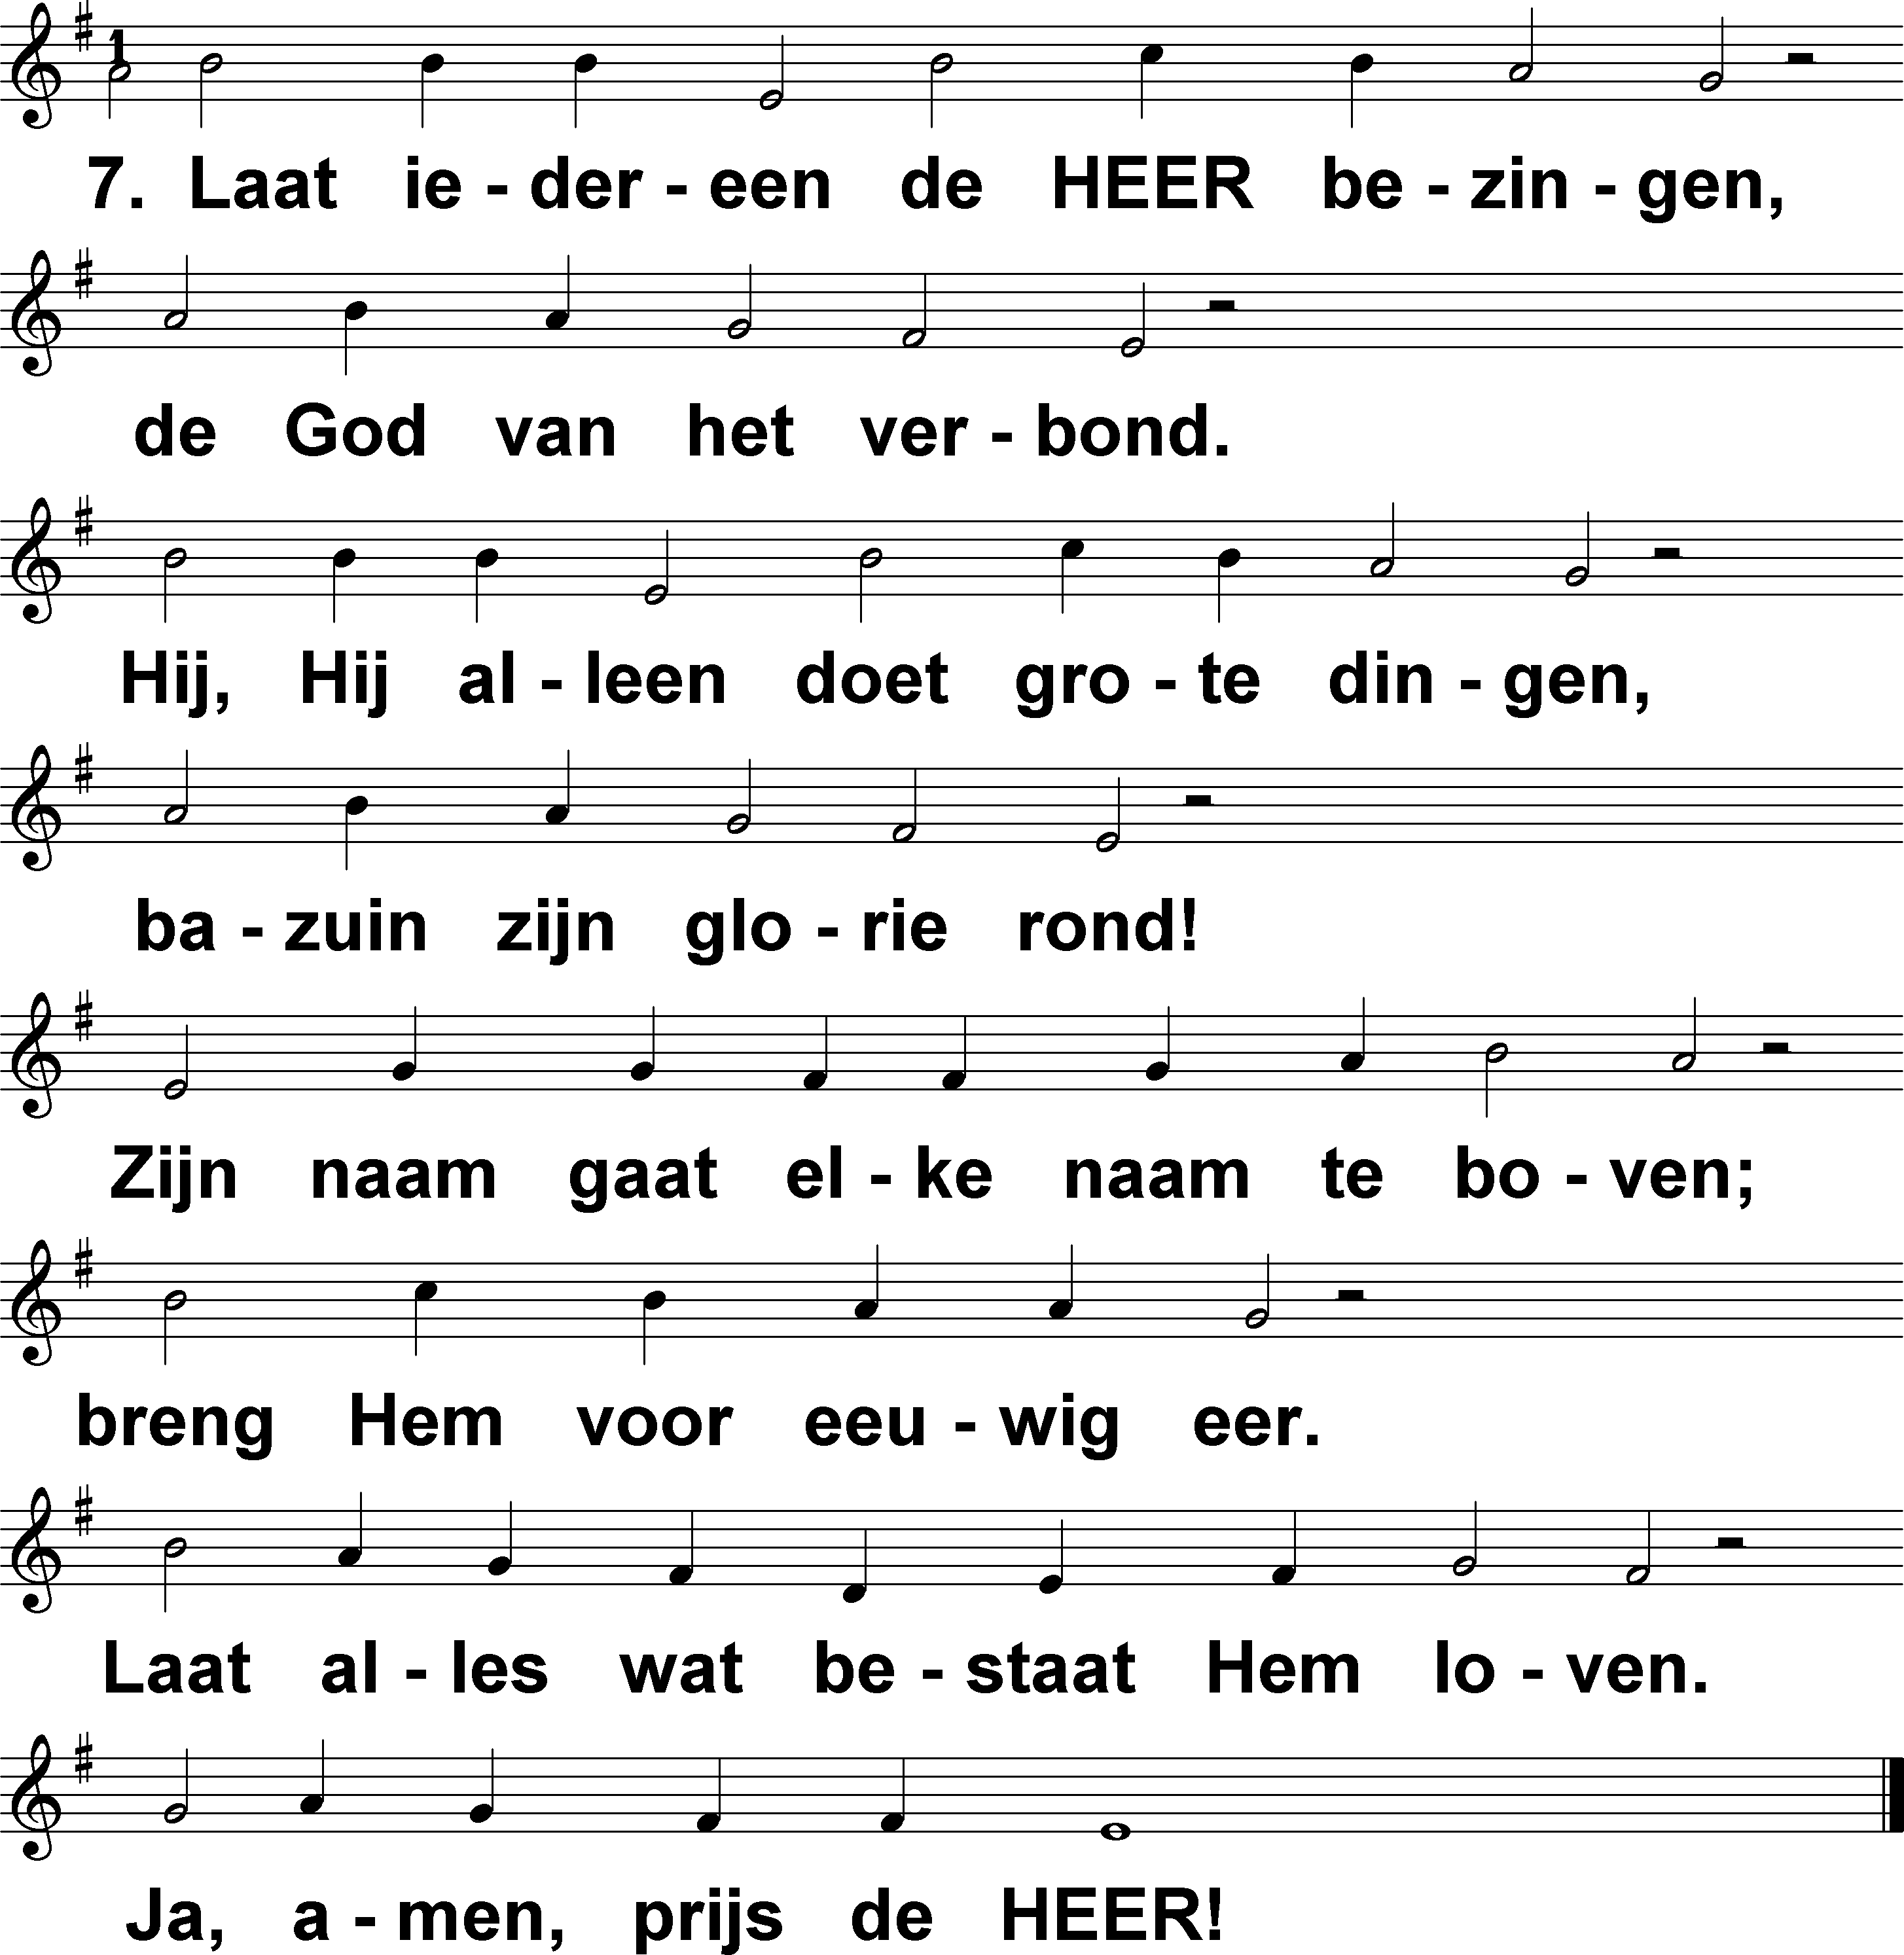 7. Laat ie - der - een de HEER be - zin - gen,
de God van het ver - bond.
Hij, Hij al - leen doet gro - te din - gen,
ba - zuin zijn glo - rie rond!
Zijn naam gaat el - ke naam te bo - ven;
breng Hem voor eeu - wig eer.
Laat al - les wat be - staat Hem lo - ven.
Ja, a - men, prijs de HEER!